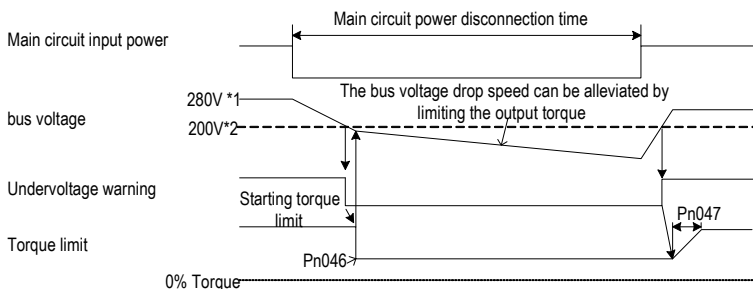 Main circuit power disconnection time
Main circuit input power
The bus voltage drop speed can be alleviated by
limiting the output torque
280V *1
bus voltage
200V*2
Undervoltage warning
Starting torque
limit
Pn047
Torque limit
Pn046
0% Torque